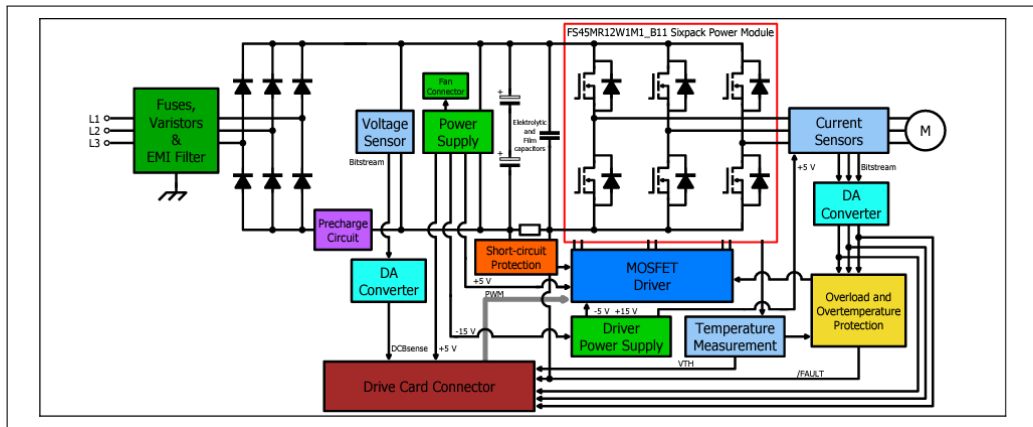 FS45MR12W1M1_B11 Sixpack Power Module
Fuses,
Varistors
&
EMI Filter
L1
L2
L3
Voltage
Sensor
Bitstream
Fan
Connector
Power
Supply
+
+
Elektrolytic
and
Film
capacitors
Current
Sensors
M
+5 V
Bitstream
DA
Converter
Precharge
Circuit
Short-circuit
Protection
DA
Converter
MOSFET
Driver
+5 V
PWM
-5 V +15 V
-15 V
Driver
Power Supply
Temperature
Measurement
Overload and
Overtemperature
Protection
DCBsense
+5 V
VTH
/FAULT
Drive Card Connector